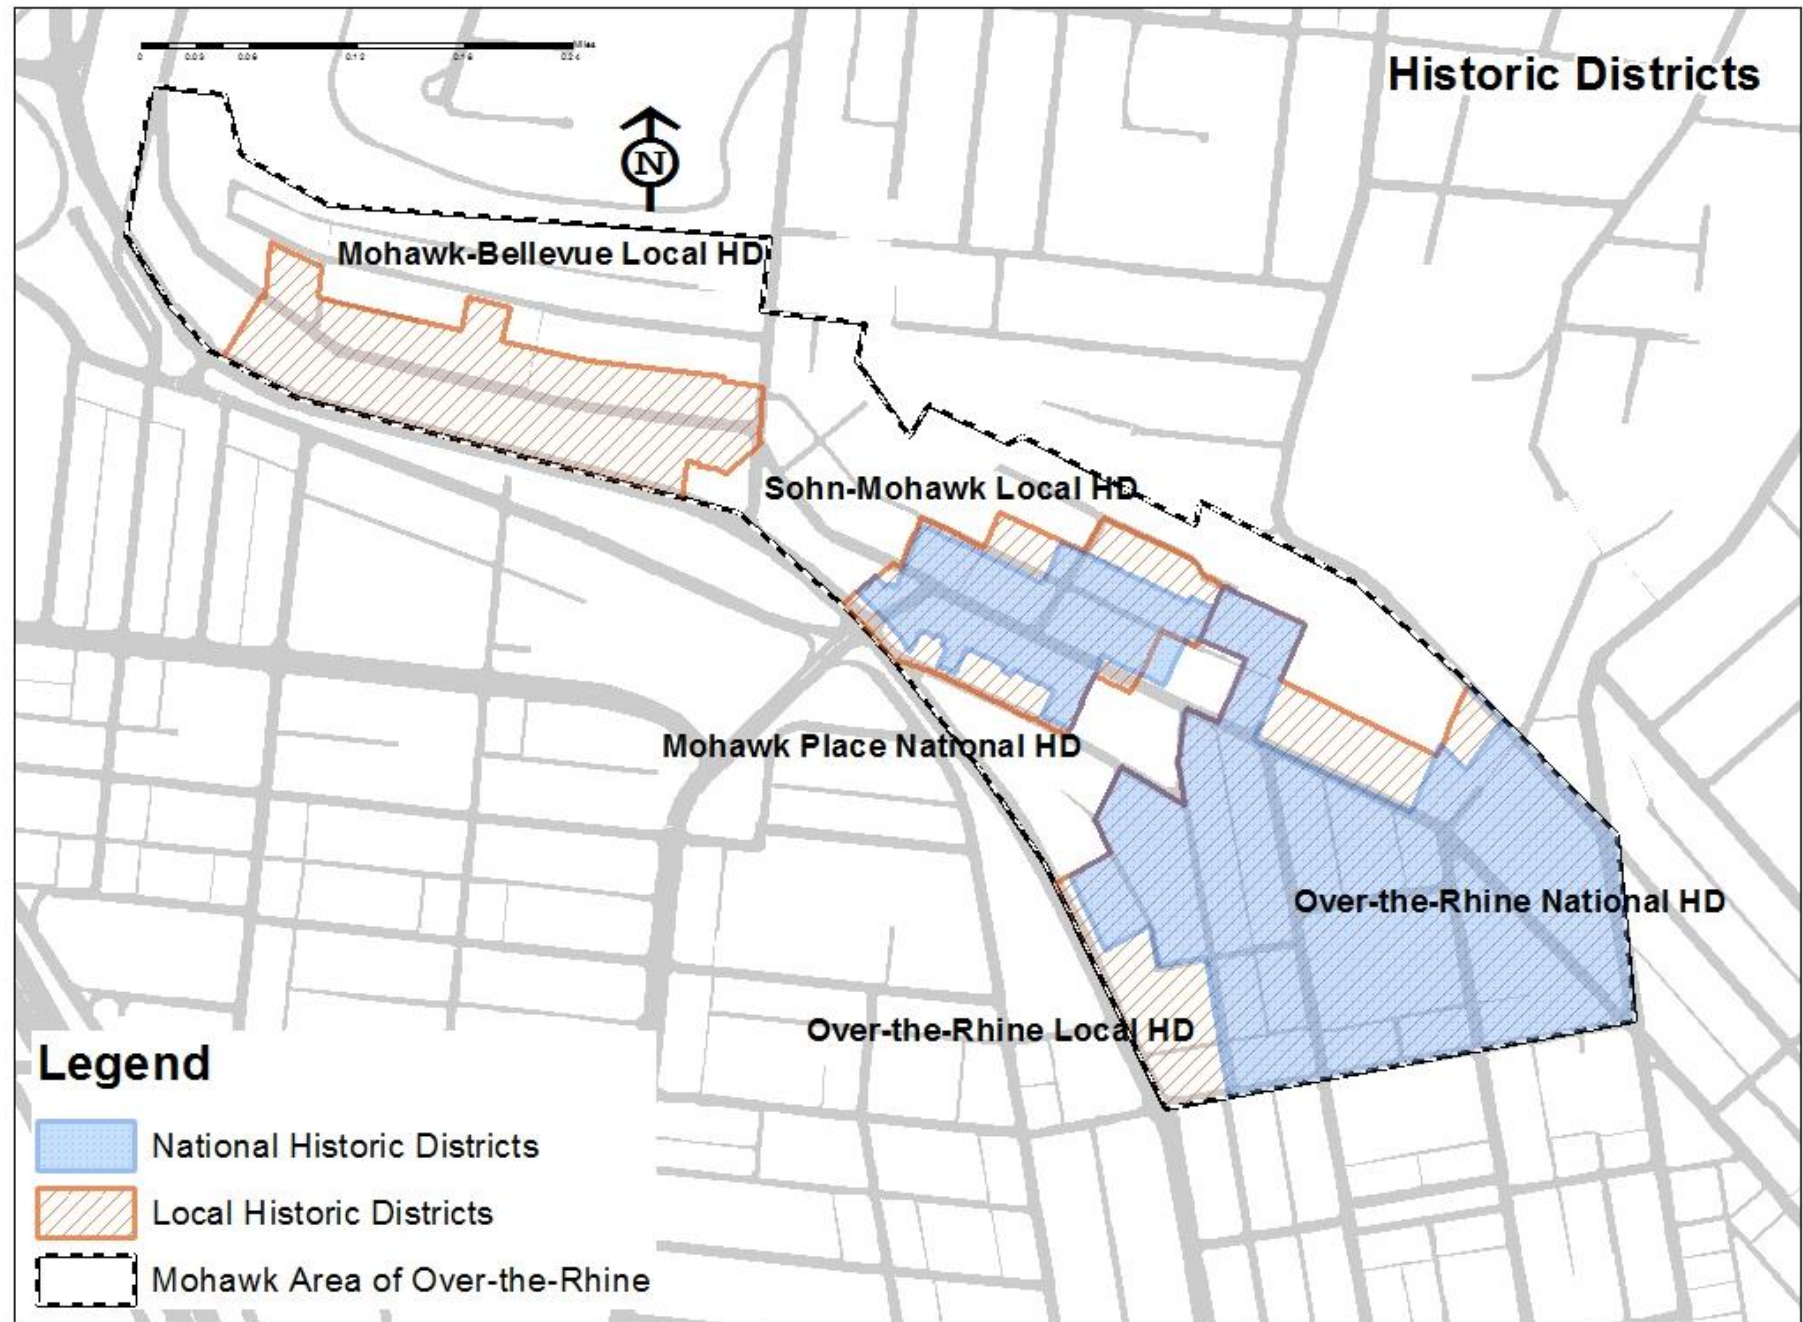 Miles
Historic Districts
N
Mohawk-Bellevue Local HD
Sohn-Mohawk Local HD
Mohawk Place National HD
Over-the-Rhine National HD
Over-the-Rhine Local HD
Legend
National Historic Districts
Local Historic Districts
Mohawk Area of Over-the-Rhine